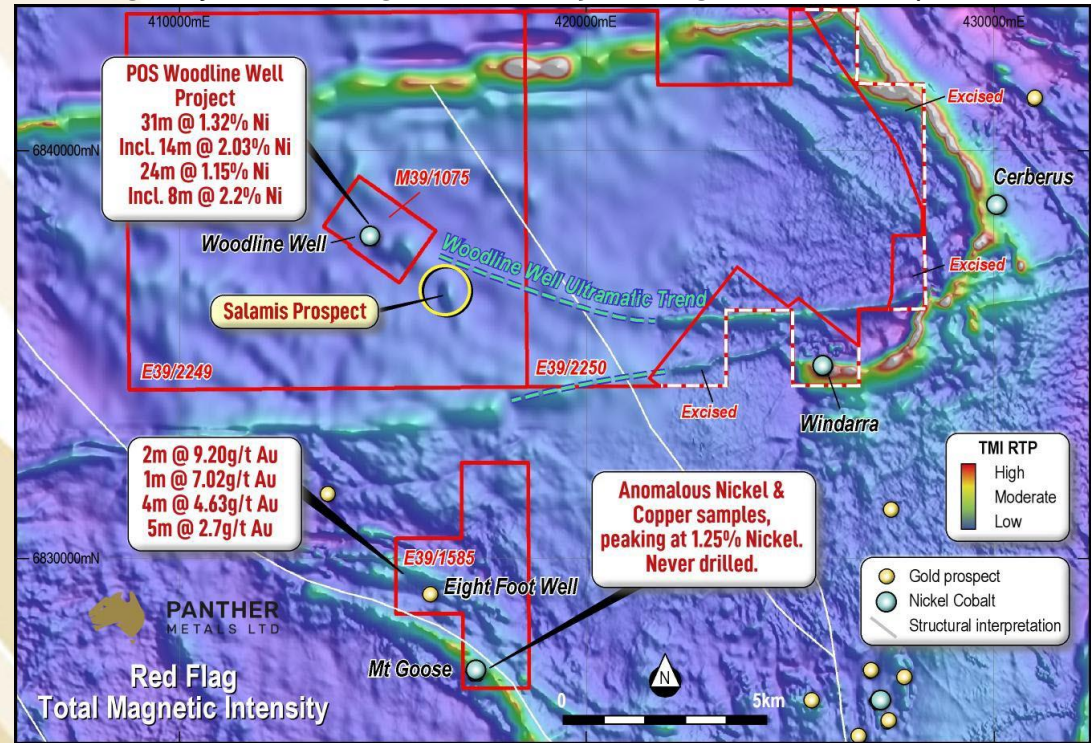 410000mE
420000mE
430000mE
POS Woodline Well
Project
31m @ 1.32% Ni
Incl. 14m @ 2.03% Ni
24m @ 1.15% Ni
Incl. 8m @ 2.2% Ni
Excised
6840000mN
M39/1075
Cerberus
Woodline Well
Woodline Well Ultramatic Trend
Excised
Salamis Prospect
E39/2249
E39/2250
Excised
Windarra
2m @ 9.20g/t Au
1m @ 7.02g/t Au
4m @ 4.63g/t Au
5m @ 2.7g/t Au
TMI RTP
High
Moderate
Low
Anomalous Nickel &
Copper samples,
peaking at 1.25% Nickel.
Never drilled.
6830000mN
E39/1585
Eight Foot Well
Gold prospect
Nickel Cobalt
Structural interpretation
PANTHER
METALS LTD
Mt Goose
Red Flag
Total Magnetic Intensity
N
0
5km